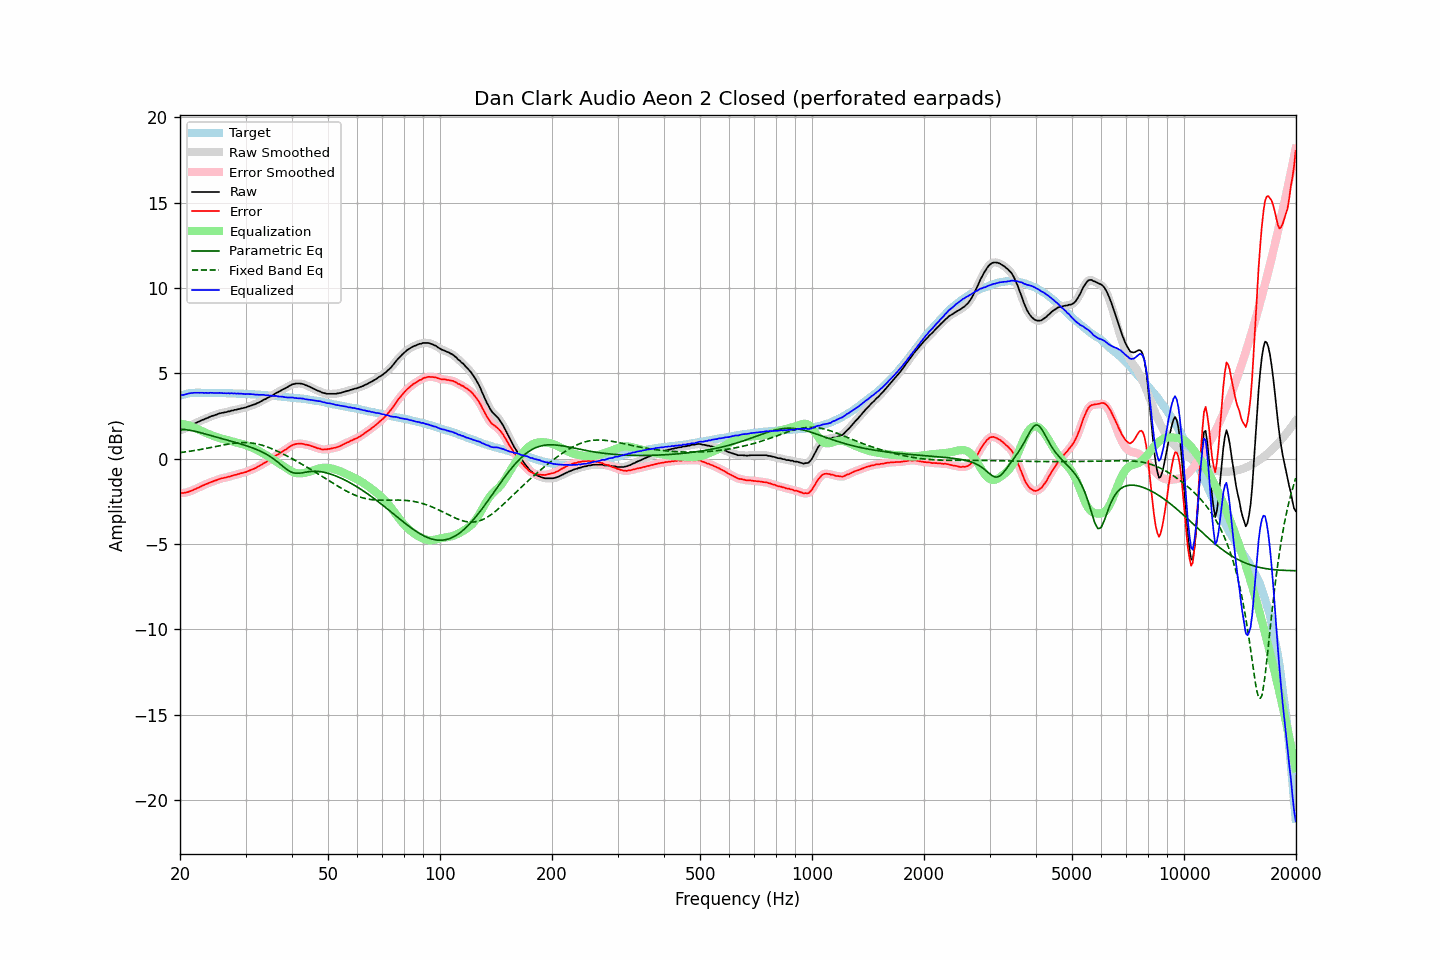 Dan Clark Audio Aeon 2 Closed (perforated earpads)
20
15
10
5
0
−5
−10
−15
−20
Amplitude (dBr)
Target
Raw Smoothed
Error Smoothed
Raw
Error
Equalization
Parametric Eq
Fixed Band Eq
Equalized
20
50
100
200
500
1000
2000
5000
10000
20000
Frequency (Hz)